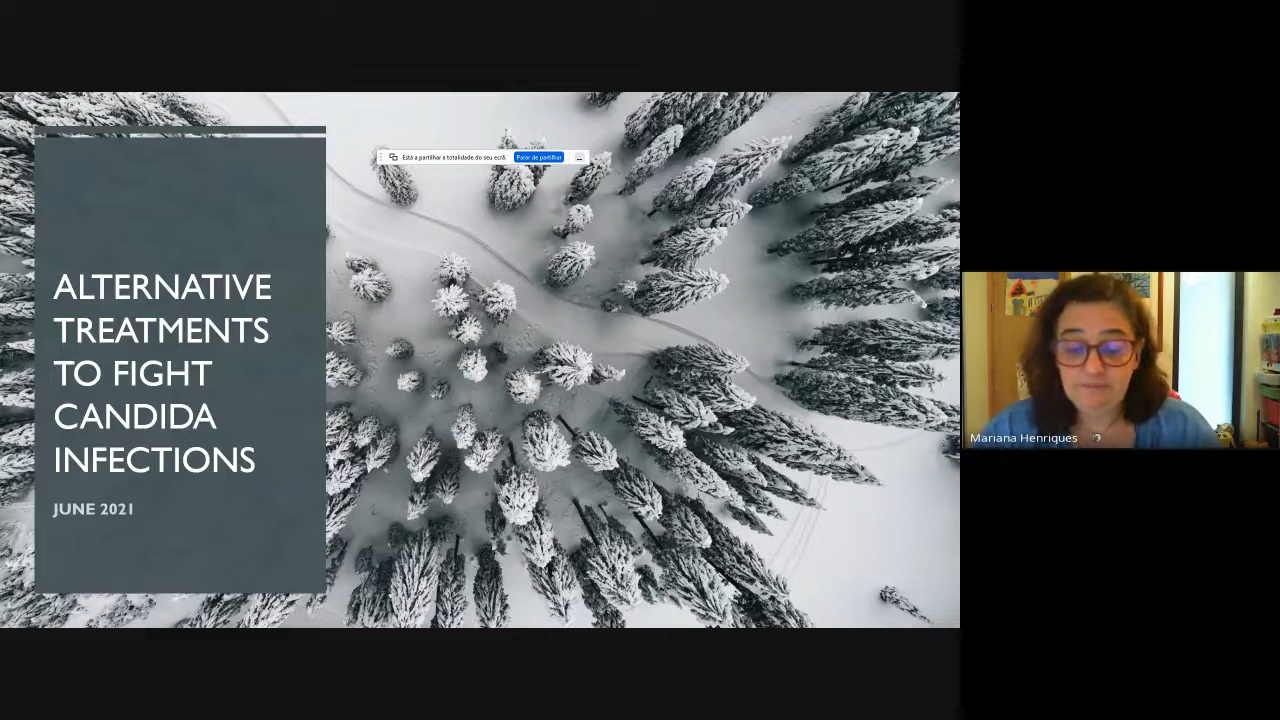 Está a partilhar a totalidade do seu ecrã.
Parar de partilhar
ALTERNATIVE
TREATMENTS
TO FIGHT
CANDIDA
INFECTIONS
JUNE 2021
Mariana Henriques